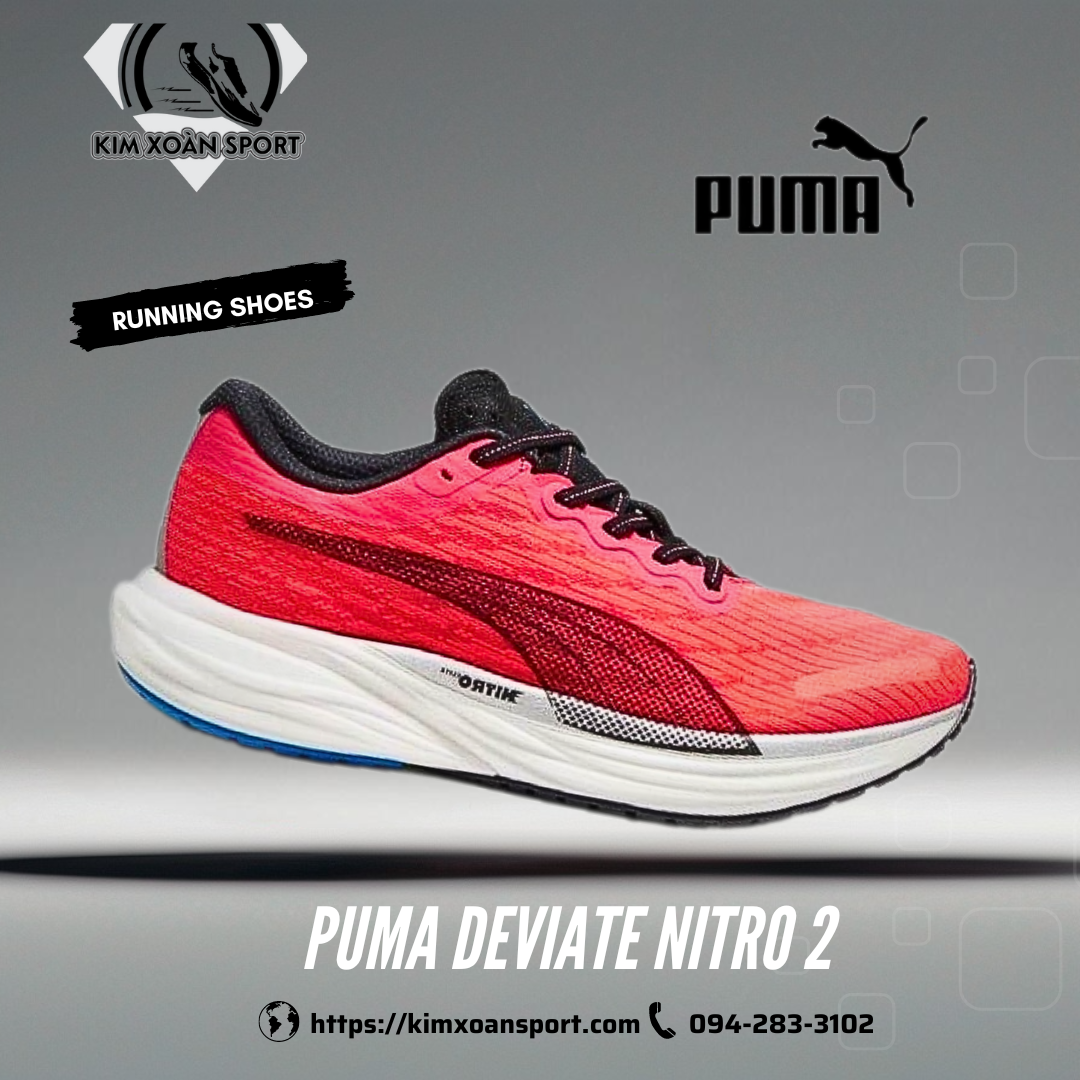 KIM XOÀN SPORT
PUMA
RUNNING SHOES
NITRO
PUMA DEVIATE NITRO 2
https://kimxoansport.com 094-283-3102